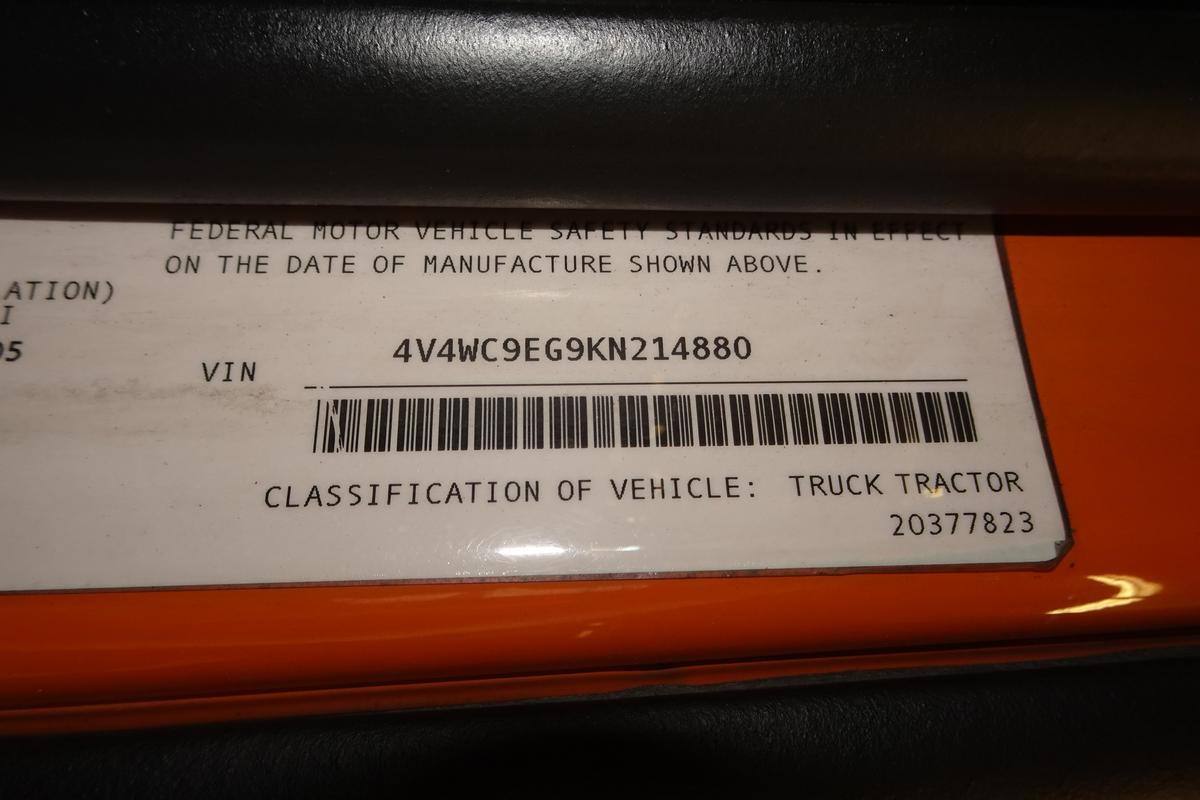 FEDERAL MOTOR VEHICLE SAFETY STANDARDS IN EFFECT
ON THE DATE OF MANUFACTURE SHOWN ABOVE.
ATION)
I
05
VIN 4V4WC9EG9KN214880
CLASSIFICATION OF VEHICLE: TRUCK TRACTOR
20377823